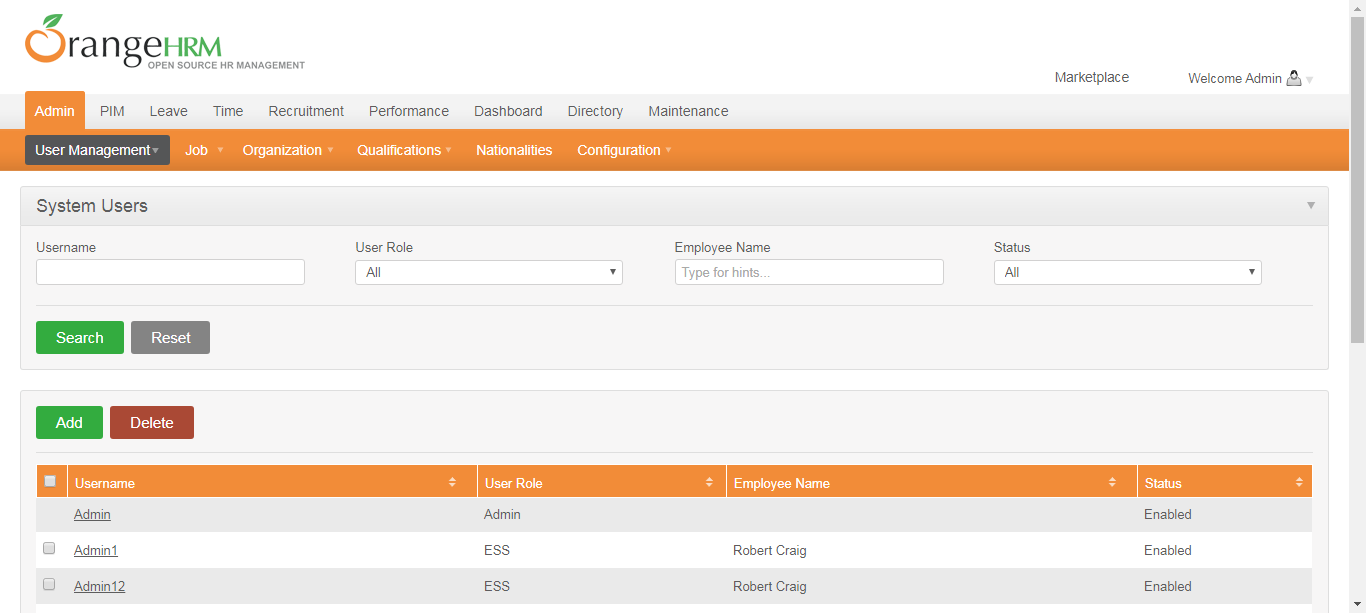 OrangeHRM
OPEN SOURCE HR MANAGEMENT
Marketplace Welcome Admin
Admin PIM Leave Time Recruitment Performance Dashboard Directory Maintenance
User Management Job Organization Qualifications Nationalities Configuration
System Users
Username User Role Employee Name Status
All Type for hints... All
Search Reset
Add Delete
Username User Role Employee Name Status
Admin Admin Enabled
Admin1 ESS Robert Craig Enabled
Admin12 ESS Robert Craig Enabled